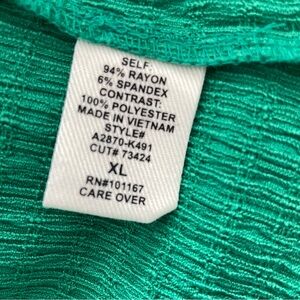 SELF:
94% RAYON
6% SPANDEX
CONTRAST:
100% POLYESTER
MADE IN VIETNAM
STYLE#
A2870-K491
CUT# 73424
XL
RN#101167
CARE OVER